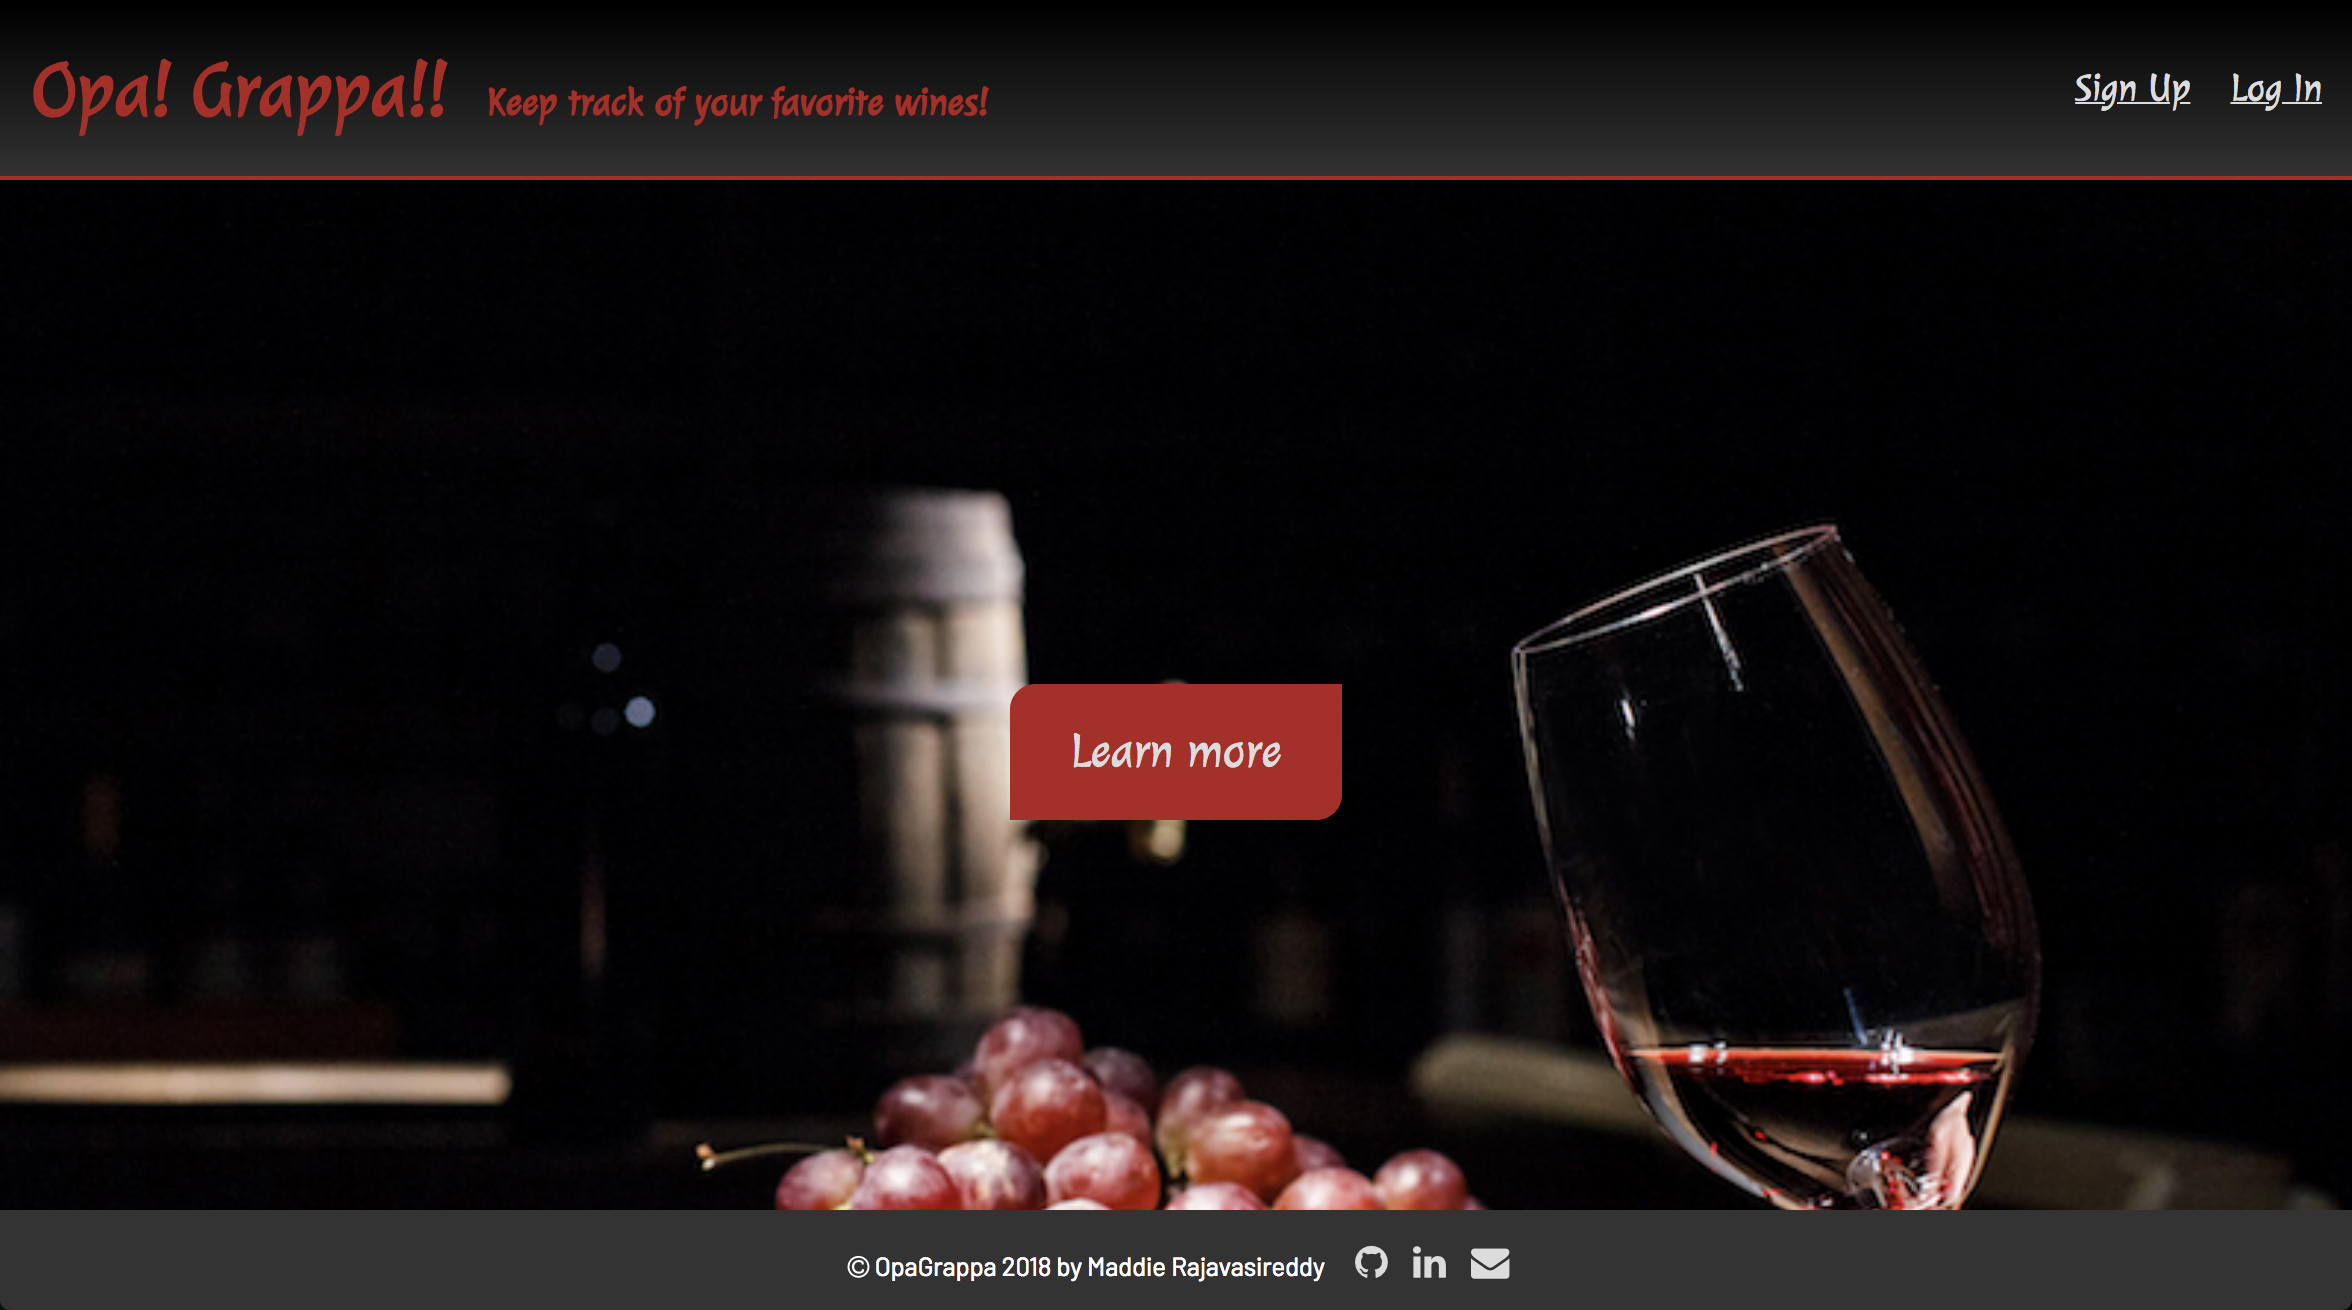 Opa! Grappa!! Keep track of your favorite wines! Sign Up Log In
Learn more
© OpaGrappa 2018 by Maddie Rajavasireddy